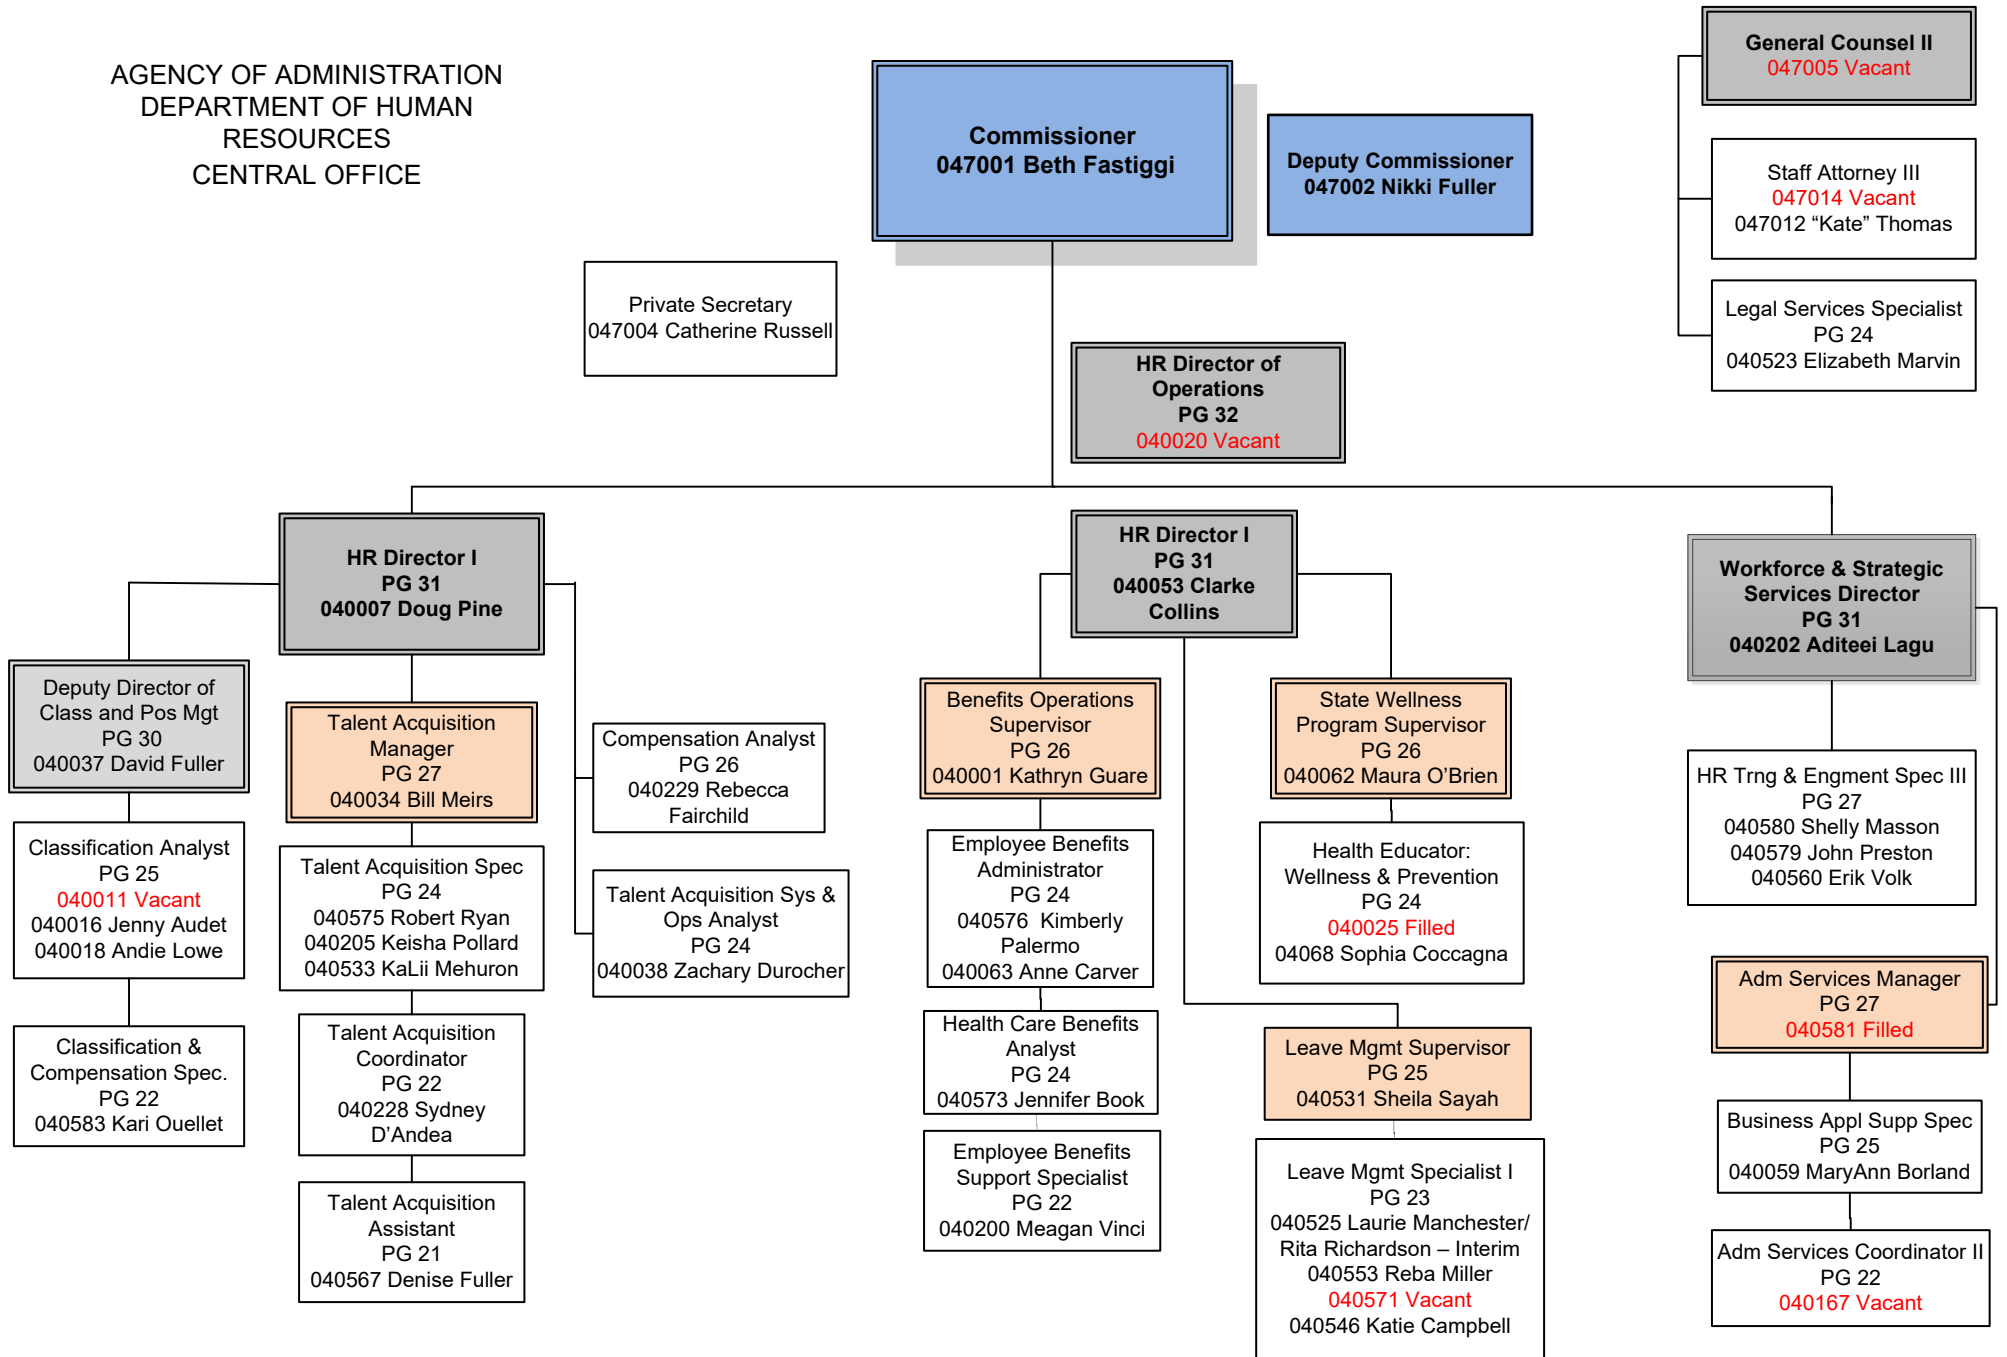 AGENCY OF ADMINISTRATION
DEPARTMENT OF HUMAN
RESOURCES
CENTRAL OFFICE
Commissioner
047001 Beth Fastiggi
Deputy Commissioner
047002 Nikki Fuller
General Counsel II
047005 Vacant
Staff Attorney III
047014 Vacant
047012 “Kate” Thomas
Legal Services Specialist
PG 24
040523 Elizabeth Marvin
Private Secretary
047004 Catherine Russell
HR Director of
Operations
PG 32
040020 Vacant
HR Director I
PG 31
040007 Doug Pine
Deputy Director of
Class and Pos Mgt
PG 30
040037 David Fuller
Classification Analyst
PG 25
040011 Vacant
040016 Jenny Audet
040018 Andie Lowe
Classification &
Compensation Spec.
PG 22
040583 Kari Ouellet
Talent Acquisition
Manager
PG 27
040034 Bill Meirs
Talent Acquisition Spec
PG 24
040575 Robert Ryan
040205 Keisha Pollard
040533 KaLii Mehuron
Talent Acquisition
Coordinator
PG 22
040228 Sydney
D’Andea
Talent Acquisition
Assistant
PG 21
040567 Denise Fuller
Compensation Analyst
PG 26
040229 Rebecca
Fairchild
Talent Acquisition Sys &
Ops Analyst
PG 24
040038 Zachary Durocher
HR Director I
PG 31
040053 Clarke
Collins
Benefits Operations
Supervisor
PG 26
040001 Kathryn Guare
Employee Benefits
Administrator
PG 24
040576  Kimberly
Palermo
040063 Anne Carver
Health Care Benefits
Analyst
PG 24
040573 Jennifer Book
Employee Benefits
Support Specialist
PG 22
040200 Meagan Vinci
State Wellness
Program Supervisor
PG 26
040062 Maura O’Brien
Health Educator:
Wellness & Prevention
PG 24
040025 Filled
04068 Sophia Coccagna
Leave Mgmt Supervisor
PG 25
040531 Sheila Sayah
Leave Mgmt Specialist I
PG 23
040525 Laurie Manchester/
Rita Richardson – Interim
040553 Reba Miller
040571 Vacant
040546 Katie Campbell
Workforce & Strategic
Services Director
PG 31
040202 Aditeei Lagu
HR Trng & Engment Spec III
PG 27
040580 Shelly Masson
040579 John Preston
040560 Erik Volk
Adm Services Manager
PG 27
040581 Filled
Business Appl Supp Spec
PG 25
040059 MaryAnn Borland
Adm Services Coordinator II
PG 22
040167 Vacant